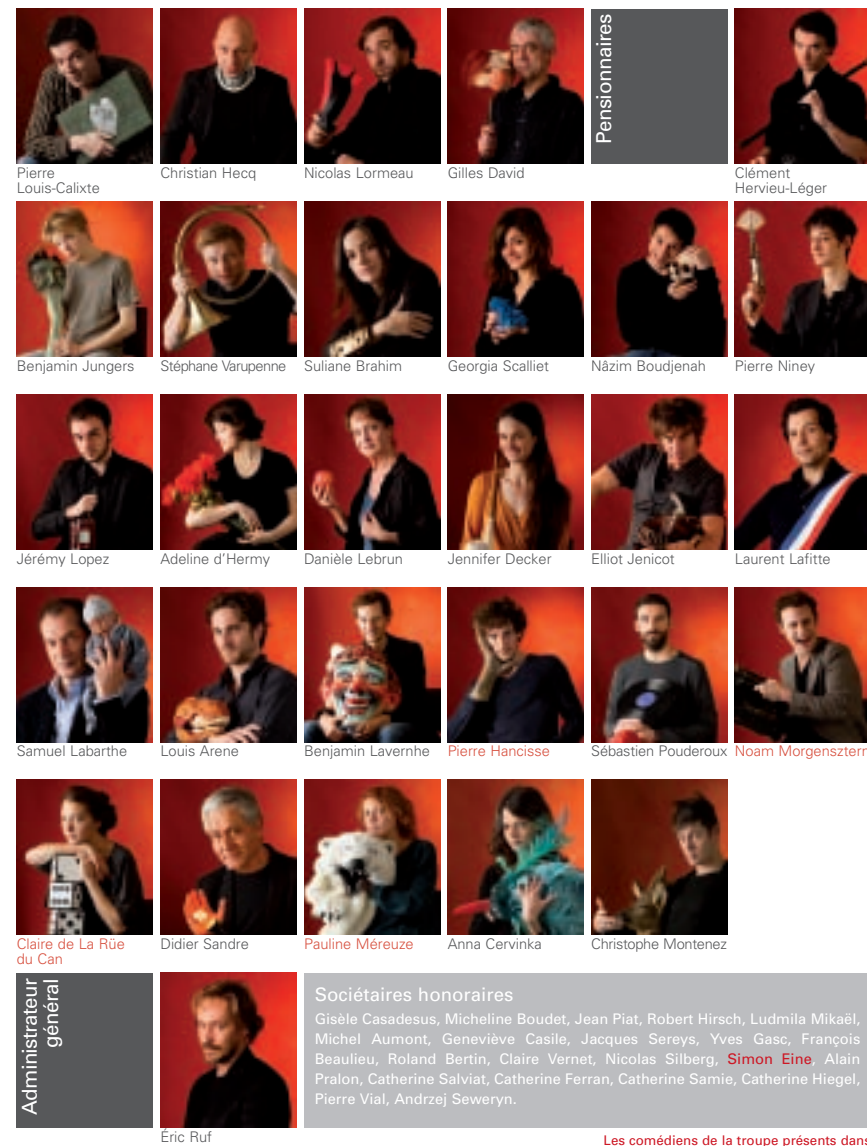 Pierre
Louis-Calixte
Christian Hecq
Nicolas Lormeau
Gilles David
Pensionnaires
Clément
Hervieu-Léger
Benjamin Jungers
Stéphane Varupenne
Suliane Brahim
Georgia Scalliet
Nâzim Boudjenah
Pierre Niney
Jérémy Lopez
Adeline d'Hermy
Danièle Lebrun
Jennifer Decker
Elliot Jenicot
Laurent Lafitte
Samuel Labarthe
Louis Arene
Benjamin Lavernhe
Pierre Hancisse
Sébastien Pouderoux
Noam Morgensztern
Claire de La Rüe
du Can
Didier Sandre
Pauline Méreuze
Anna Cervinka
Christophe Montenez
Administrateur
général
Éric Ruf
Sociétaires honoraires
Gisèle Casadesus, Micheline Boudet, Jean Piat, Robert Hirsch, Ludmila Mikaël,
Michel Aumont, Geneviève Casile, Jacques Sereys, Yves Gasc, François
Beaulieu, Roland Bertin, Claire Vernet, Nicolas Silberg, Simon Eine, Alain
Pralon, Catherine Salviat, Catherine Ferran, Catherine Samie, Catherine Hiegel,
Pierre Vial, Andrzej Seweryn.
Les comédiens de la troupe présents dans